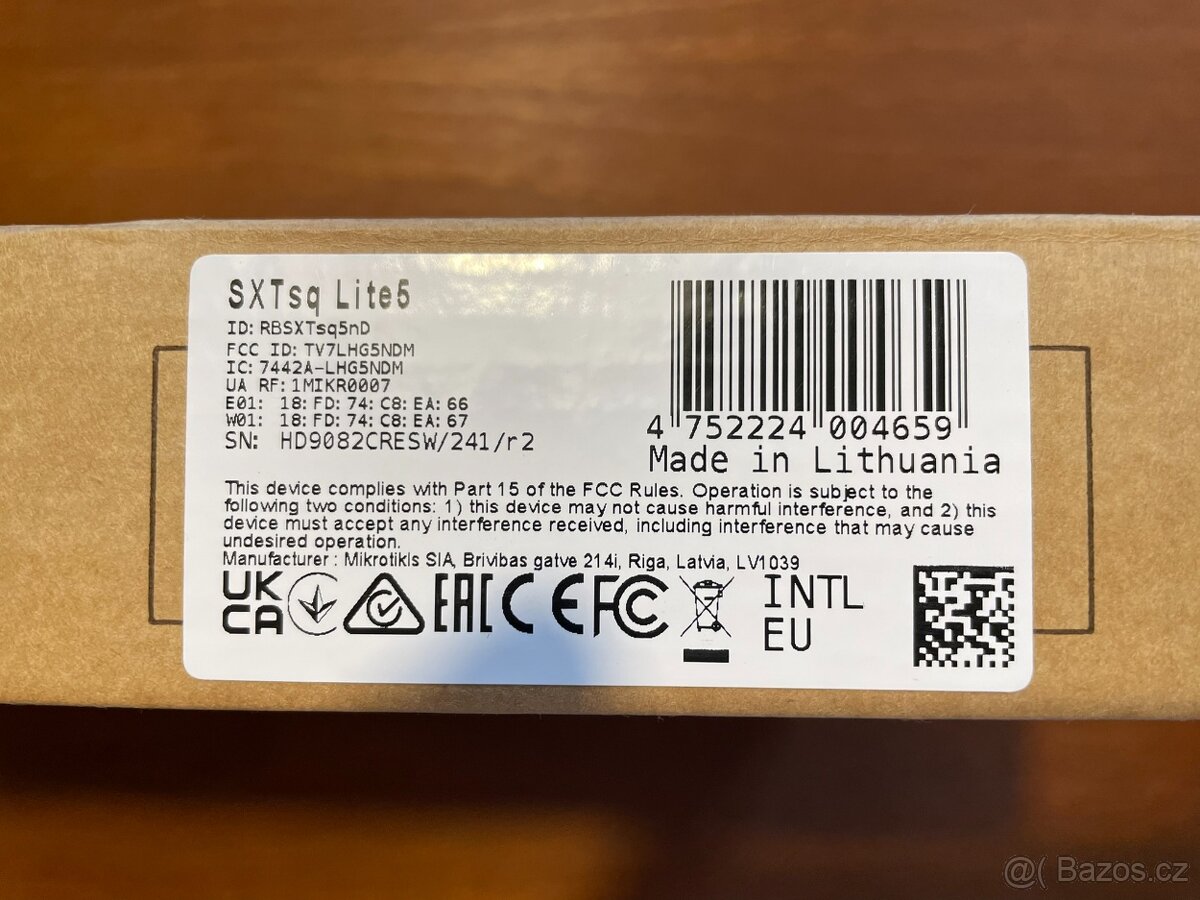 SXTsq Lite5
ID: RBSXTsq5nD
FCC ID: TV7LHG5NDM
IC: 7442A-LHG5NDM
UA RF: 1MIKR0007
E01: 18: FD: 74: C8: EA: 66
W01: 18: FD: 74: C8: EA: 67
SN: HD9082CRESW/241/r2
4 752224 004659
Made in Lithuania
This device complies with Part 15 of the FCC Rules. Operation is subject to the
following two conditions: 1) this device may not cause harmful interference, and 2) this
device must accept any interference received, including interference that may cause
undesired operation.
Manufacturer : Mikrotikls SIA, Brivibas gatve 214i, Riga, Latvia, LV1039
UK
CA
EAC CE FC
INTL
EU
@( Bazos.cz